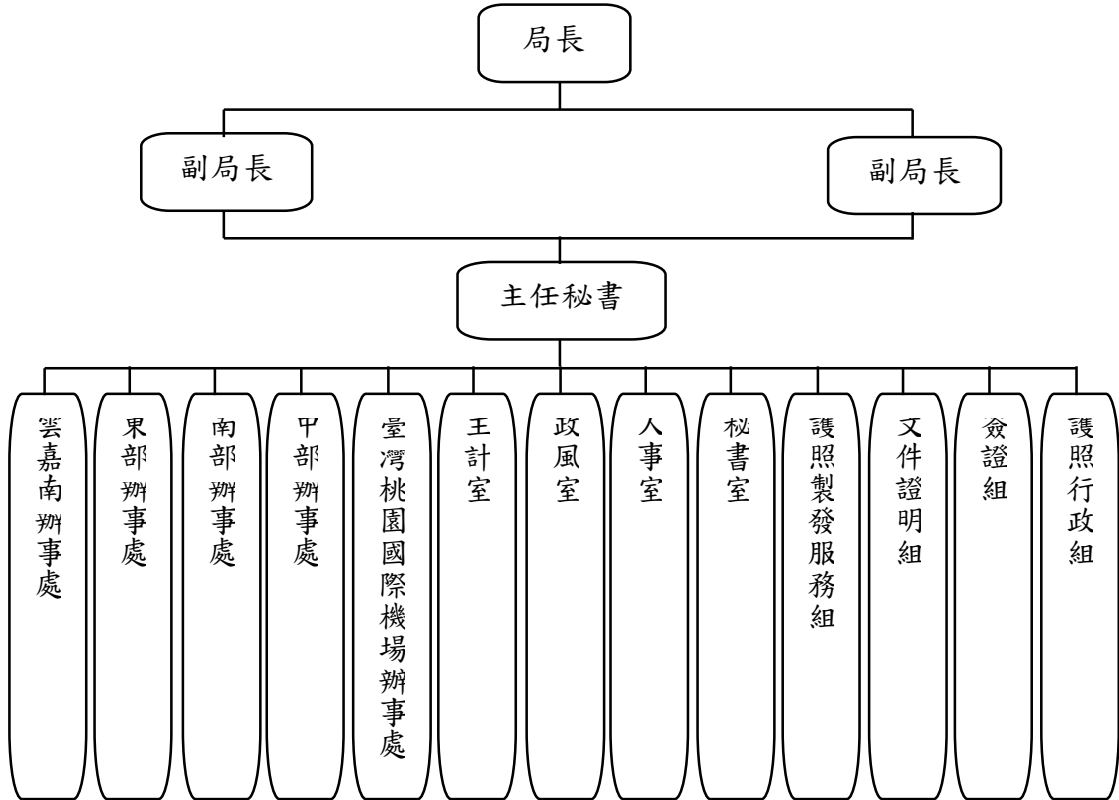 局長
副局長
副局長
主任秘書
雲嘉南辦事處
東部辦事處
南部辦事處
中部辦事處
臺灣桃園國際機場辦事處
主計室
政風室
人事室
秘書室
護照製發服務組
文件證明組
簽證組
護照行政組